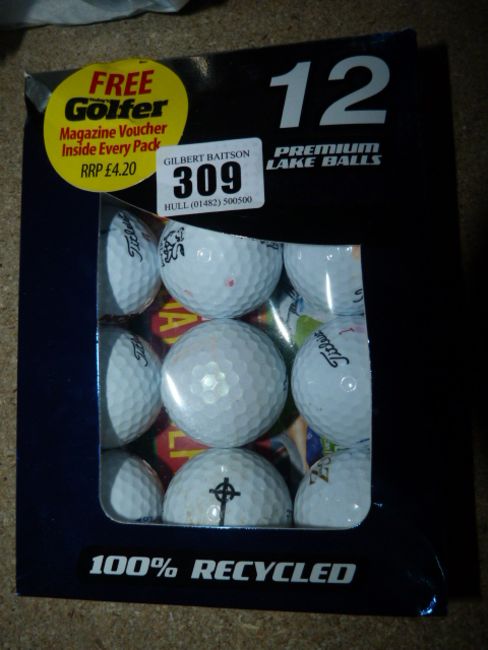 FREE
Today's
Golfer
Magazine Voucher
Inside Every Pack
RRP £4.20
12
PREMIUM
LAKE BALLS
GILBERT BAITSON
309
HULL (01482) 500500
Titleist
Titleist
100% RECYCLED